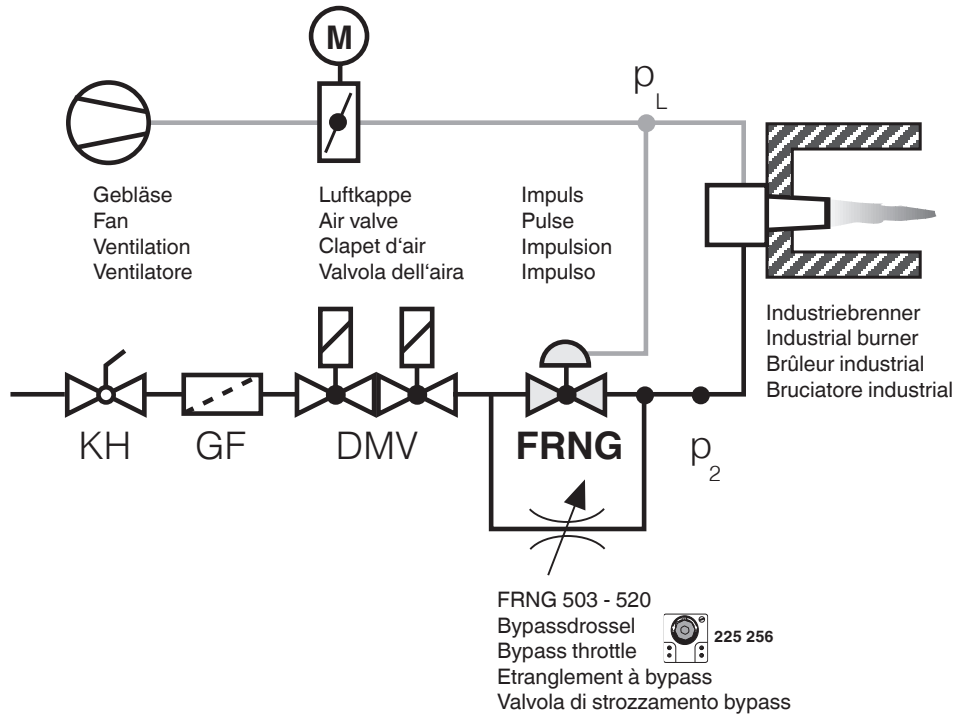 M
p
L
Gebläse
Fan
Ventilation
Ventilatore
Luftkappe
Air valve
Clapet d‘air
Valvola dell‘aira
Impuls
Pulse
Impulsion
Impulso
Industriebrenner
Industrial burner
Brûleur industrial
Bruciatore industrial
KH
GF
DMV
FRNG
p
2
FRNG 503 - 520
Bypassdrossel
Bypass throttle
Etranglement à bypass
Valvola di strozzamento bypass
225 256